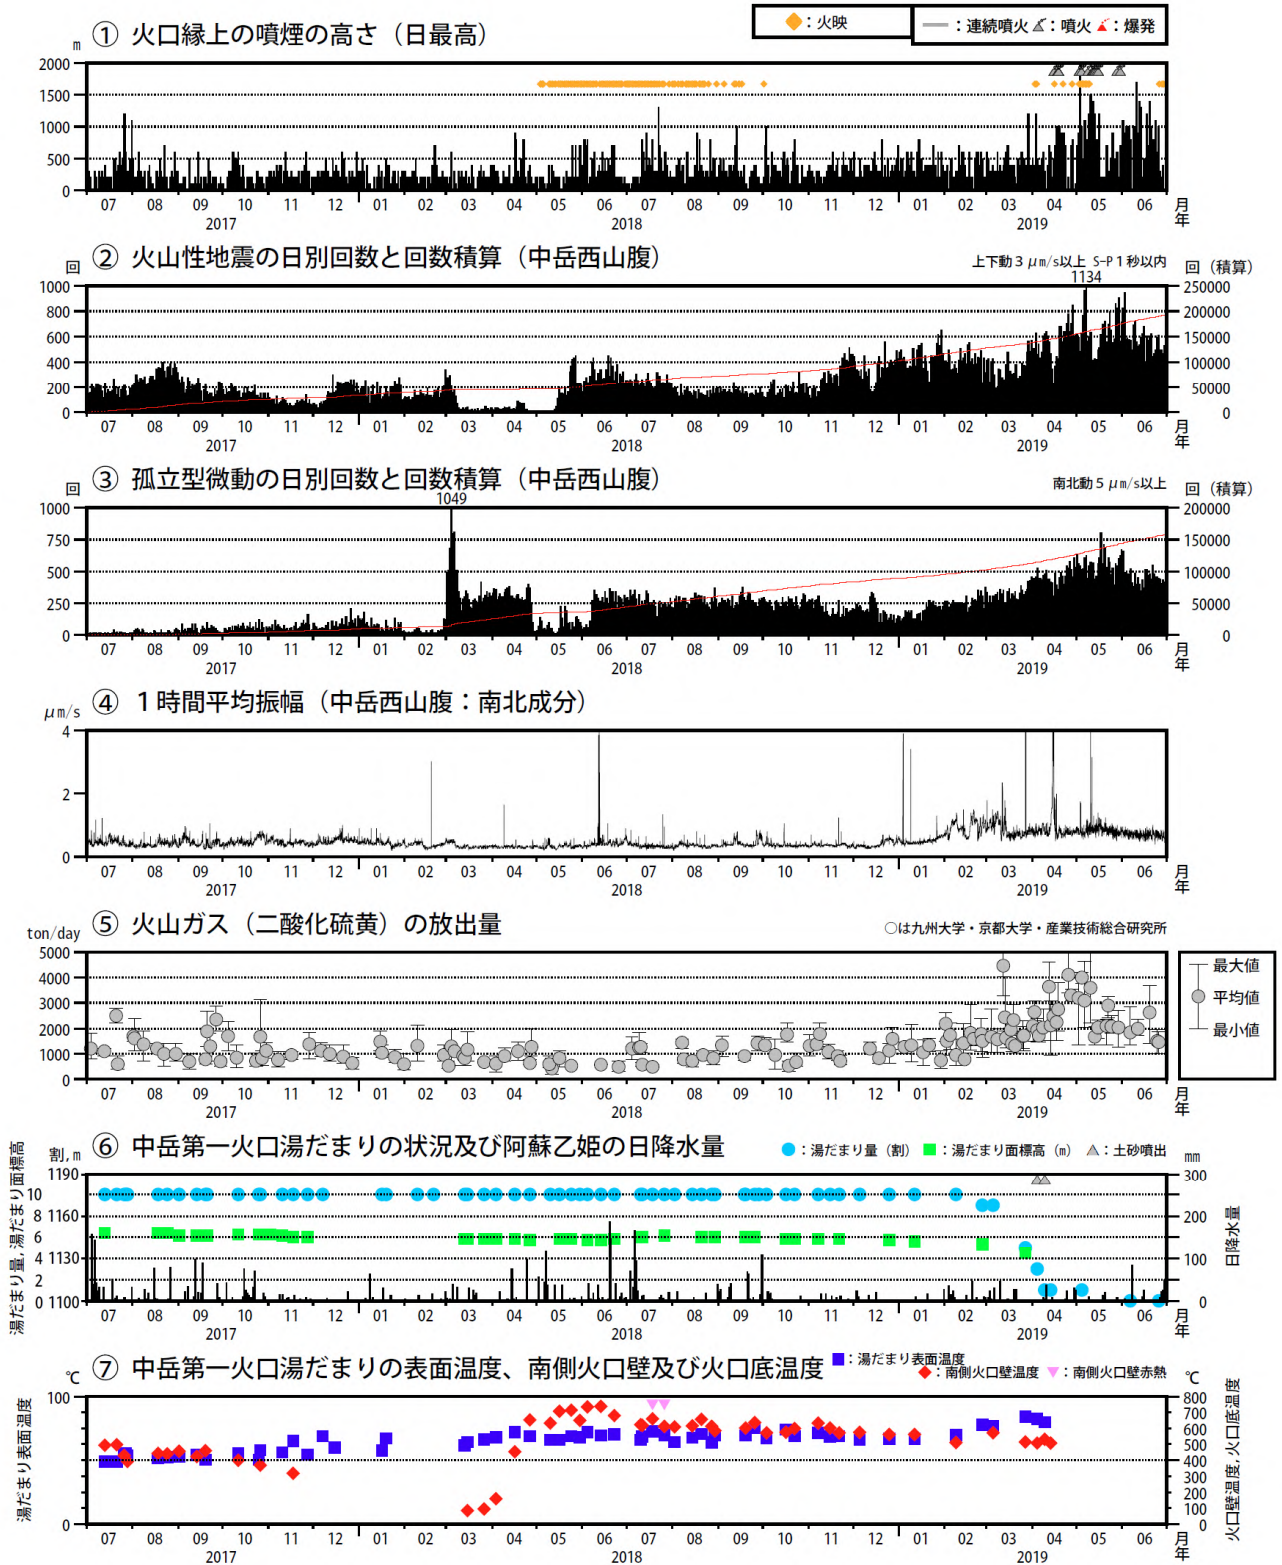 ① 火口縁上の噴煙の高さ（日最高）
◆：火映
―：連続噴火 ：噴火 ：爆発
m
2000
1500
1000
500
0
07 08 09 10 11 12 01 02 03 04 05 06 07 08 09 10 11 12 01 02 03 04 05 06 月
2017 2018 2019 年
② 火山性地震の日別回数と回数積算（中岳西山腹）
上下動3μm/s以上 S-P1秒以内
回
回（積算）
1134
1000 250000
800 200000
600 150000
400 100000
200 50000
0 0
07 08 09 10 11 12 01 02 03 04 05 06 07 08 09 10 11 12 01 02 03 04 05 06 月
2017 2018 2019 年
③ 孤立型微動の日別回数と回数積算（中岳西山腹）
南北動5μm/s以上
回
回（積算）
1049
1000 200000
750 150000
500 100000
250 50000
0 0
07 08 09 10 11 12 01 02 03 04 05 06 07 08 09 10 11 12 01 02 03 04 05 06 月
2017 2018 2019 年
④ 1時間平均振幅（中岳西山腹：南北成分）
μm/s
4
2
0
07 08 09 10 11 12 01 02 03 04 05 06 07 08 09 10 11 12 01 02 03 04 05 06 月
2017 2018 2019 年
⑤ 火山ガス（二酸化硫黄）の放出量
○は九州大学・京都大学・産業技術総合研究所
ton/day
5000
4000
3000
2000
1000
0
最大値
平均値
最小値
07 08 09 10 11 12 01 02 03 04 05 06 07 08 09 10 11 12 01 02 03 04 05 06 月
2017 2018 2019 年
⑥ 中岳第一火口湯だまりの状況及び阿蘇乙姫の日降水量
●：湯だまり量（割） ■：湯だまり面標高（m） △：土砂噴出
割,m
mm
湯だまり量,湯だまり面標高
日降水量
1190 300
10
8 1160 200
6
4 1130 100
2
0 1100 0
07 08 09 10 11 12 01 02 03 04 05 06 07 08 09 10 11 12 01 02 03 04 05 06 月
2017 2018 2019 年
⑦ 中岳第一火口湯だまりの表面温度、南側火口壁及び火口底温度
■：湯だまり表面温度
◆：南側火口壁温度 ▼：南側火口壁赤熱
℃
℃
湯だまり表面温度
火口壁温度,火口底温度
100 800
700
600
500
400
300
200
100
0 0
07 08 09 10 11 12 01 02 03 04 05 06 07 08 09 10 11 12 01 02 03 04 05 06 月
2017 2018 2019 年